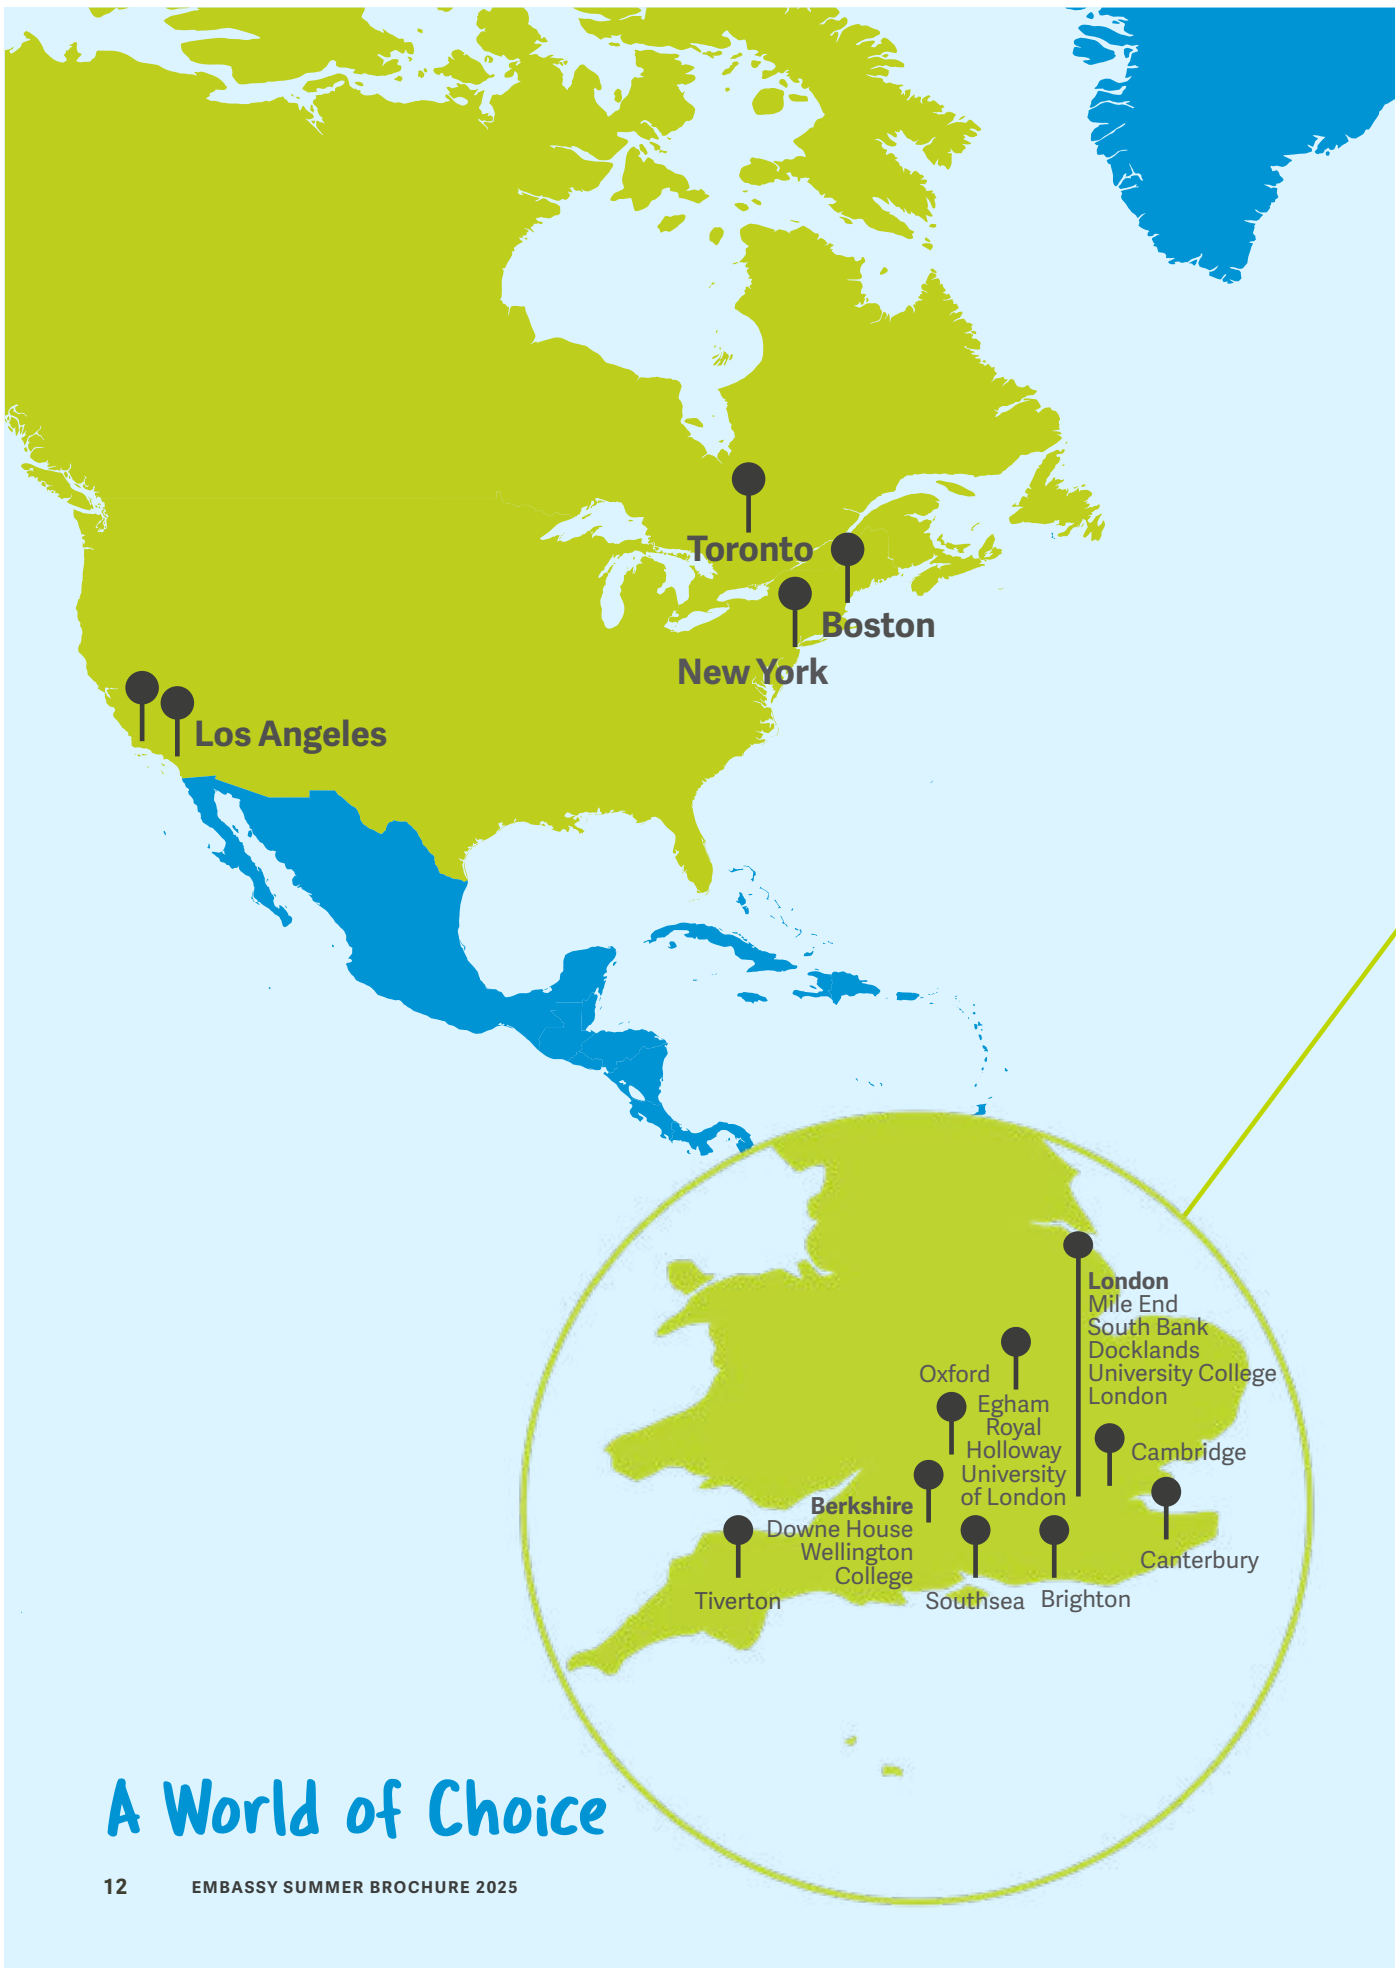 Toronto
Boston
New York
Los Angeles
London
Mile End
South Bank
Docklands
University College
London
Oxford
Egham
Royal
Holloway
University
of London
Cambridge
Berkshire
Downe House
Wellington
College
Canterbury
Tiverton
Southsea
Brighton
A World of Choice
12
EMBASSY SUMMER BROCHURE 2025